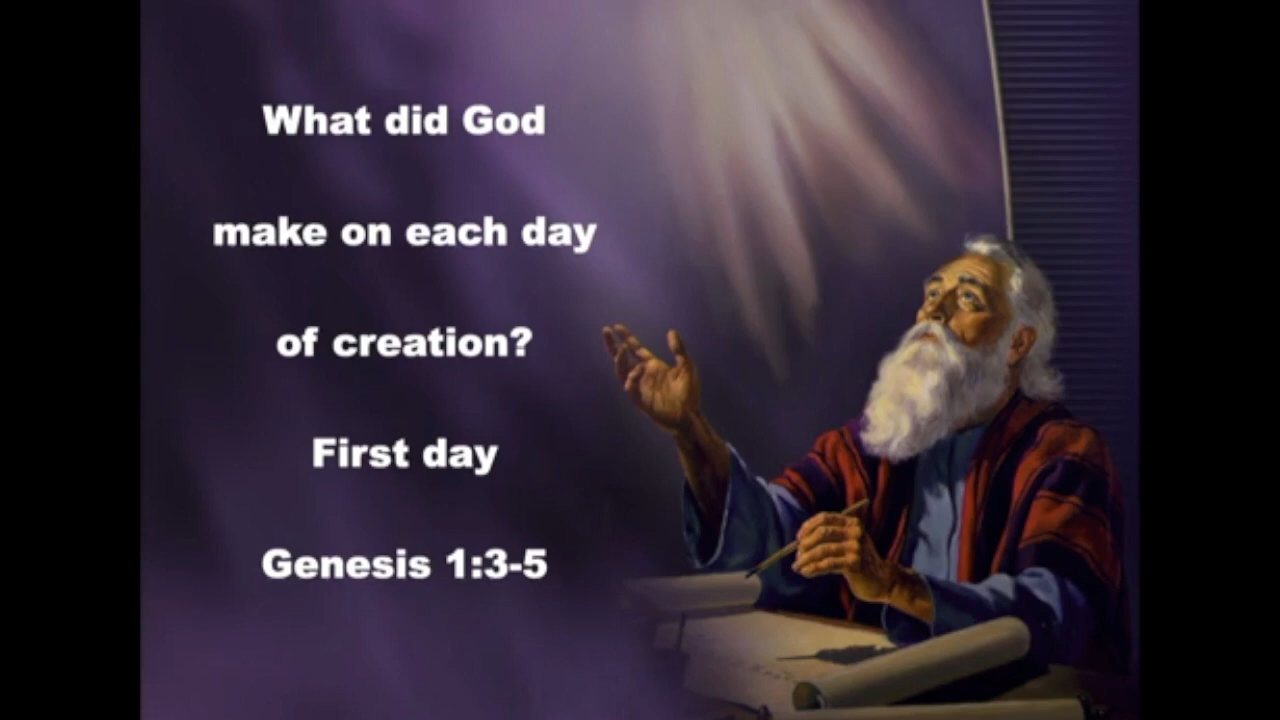 What did God
make on each day
of creation?
First day
Genesis 1:3-5